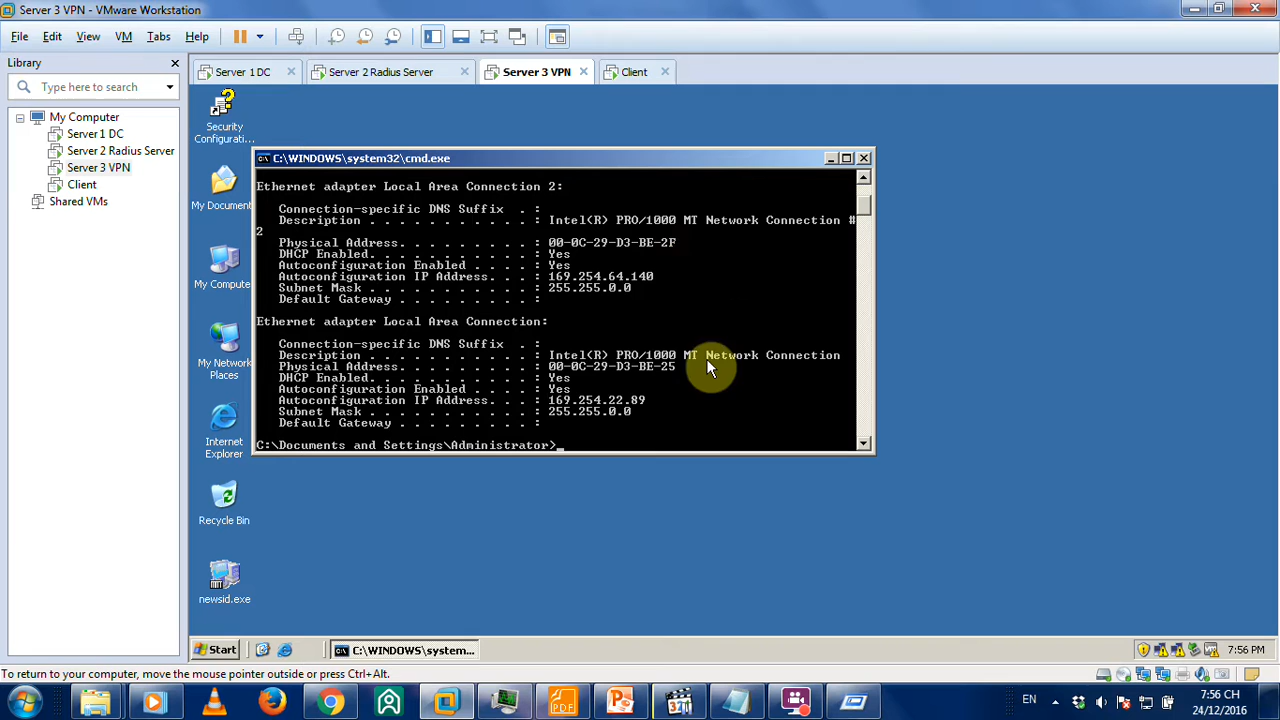 Server 3 VPN - VMware Workstation
File Edit View VM Tabs Help
Library
Type here to search
My Computer
Server 1 DC
Server 2 Radius Server
Server 3 VPN
Client
Shared VMs
Server 1 DC
Server 2 Radius Server
Server 3 VPN
Client
Security
Configurati...
My Documen
My Compute
My Network
Places
Internet
Explorer
Recycle Bin
newsid.exe
C:\WINDOWS\system32\cmd.exe
Ethernet adapter Local Area Connection 2:
Connection-specific DNS Suffix . :
Description . . . . . . . . . . . : Intel(R) PRO/1000 MT Network Connection #
2
Physical Address. . . . . . . . . : 00-0C-29-D3-BE-2F
DHCP Enabled. . . . . . . . . . . : Yes
Autoconfiguration Enabled . . . . : Yes
Autoconfiguration IP Address. . . : 169.254.64.140
Subnet Mask . . . . . . . . . . . : 255.255.0.0
Default Gateway . . . . . . . . . :
Ethernet adapter Local Area Connection:
Connection-specific DNS Suffix . :
Description . . . . . . . . . . . : Intel(R) PRO/1000 MT Network Connection
Physical Address. . . . . . . . . : 00-0C-29-D3-BE-25
DHCP Enabled. . . . . . . . . . . : Yes
Autoconfiguration Enabled . . . . : Yes
Autoconfiguration IP Address. . . : 169.254.22.89
Subnet Mask . . . . . . . . . . . : 255.255.0.0
Default Gateway . . . . . . . . . :
C:\Documents and Settings\Administrator>_
Start
C:\WINDOWS\system...
7:56 PM
To return to your computer, move the mouse pointer outside or press Ctrl+Alt.
PDF
EN
7:56 CH
24/12/2016